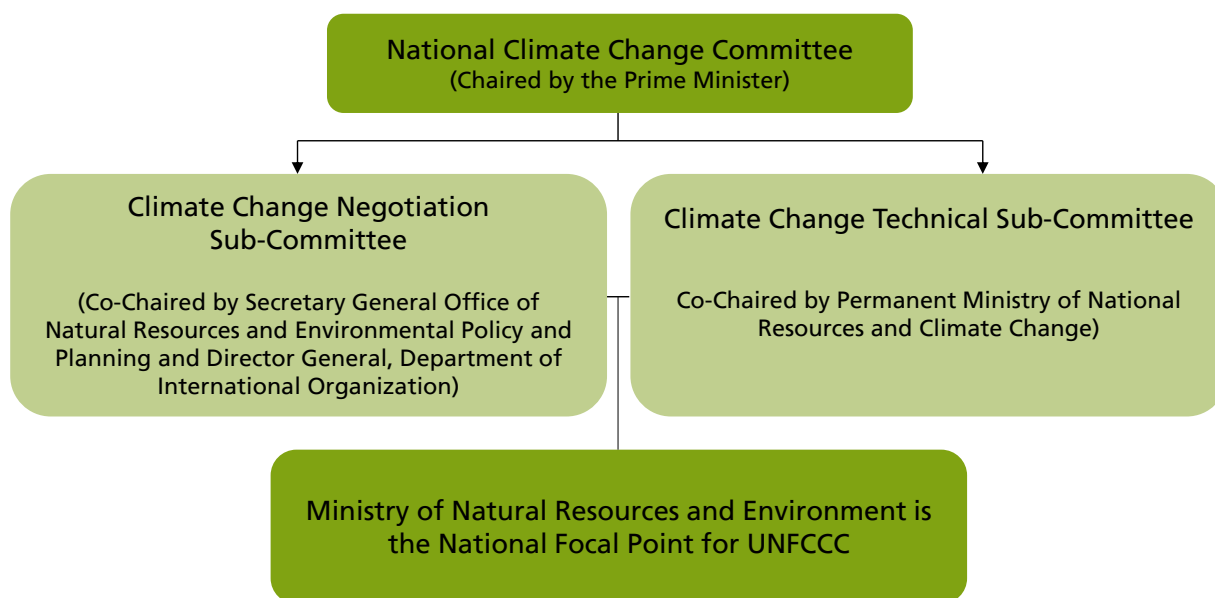 National Climate Change Committee
(Chaired by the Prime Minister)
Climate Change Negotiation
Sub-Committee
(Co-Chaired by Secretary General Office of
Natural Resources and Environmental Policy and
Planning and Director General, Department of
International Organization)
Climate Change Technical Sub-Committee
Co-Chaired by Permanent Ministry of National
Resources and Climate Change)
Ministry of Natural Resources and Environment is
the National Focal Point for UNFCCC